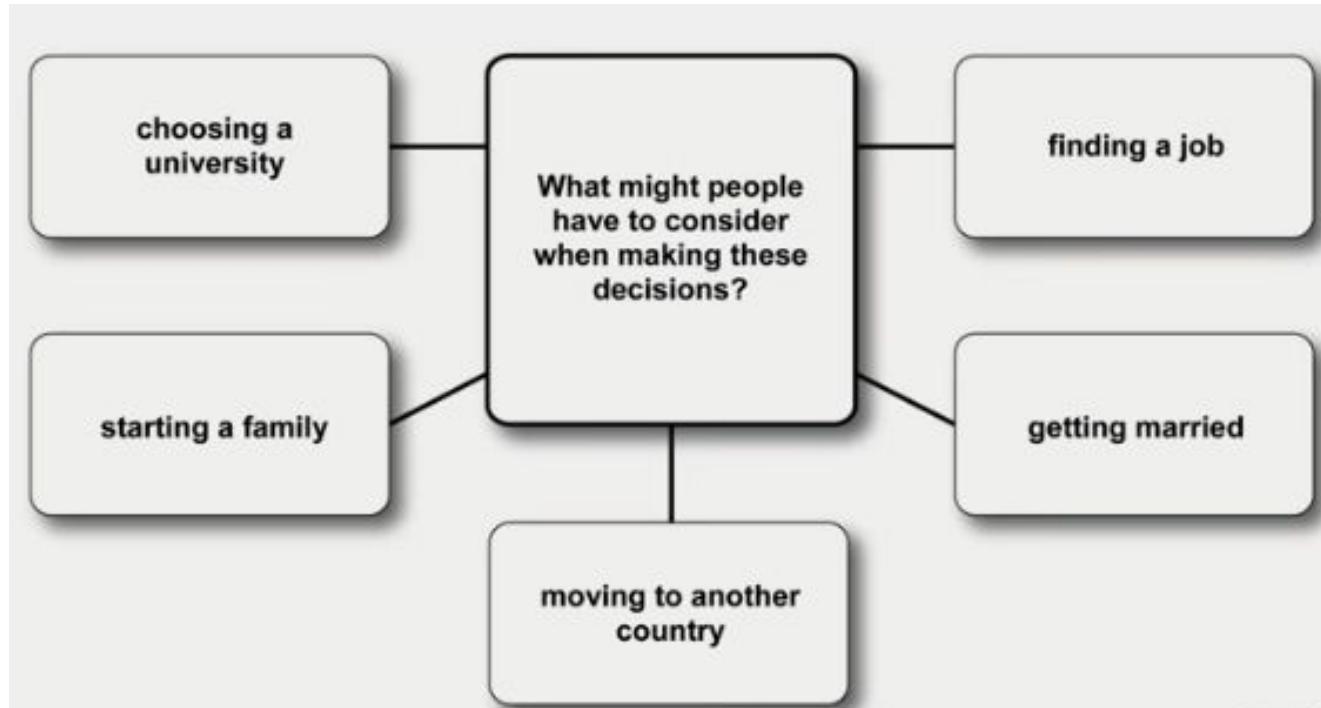 choosing a
university
What might people
have to consider
when making these
decisions?
finding a job
starting a family
getting married
moving to another
country